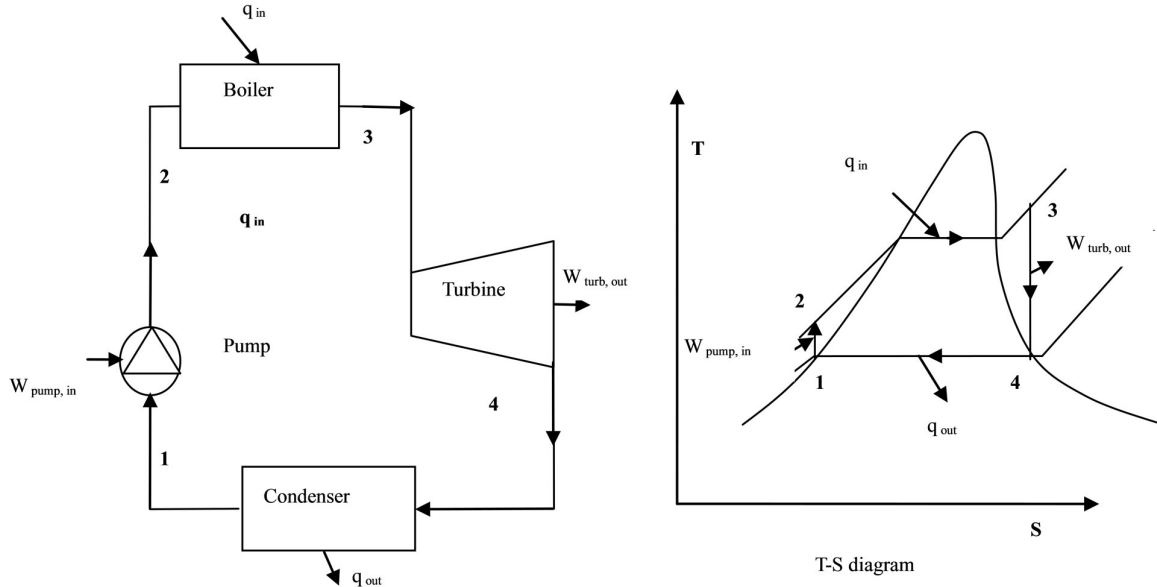 q in
Boiler
3
2
q in
W turb, out
Turbine
Pump
W pump, in
4
1
Condenser
q out
T
q in
3
W turb, out
2
W pump, in
1
4
q out
S
T-S diagram